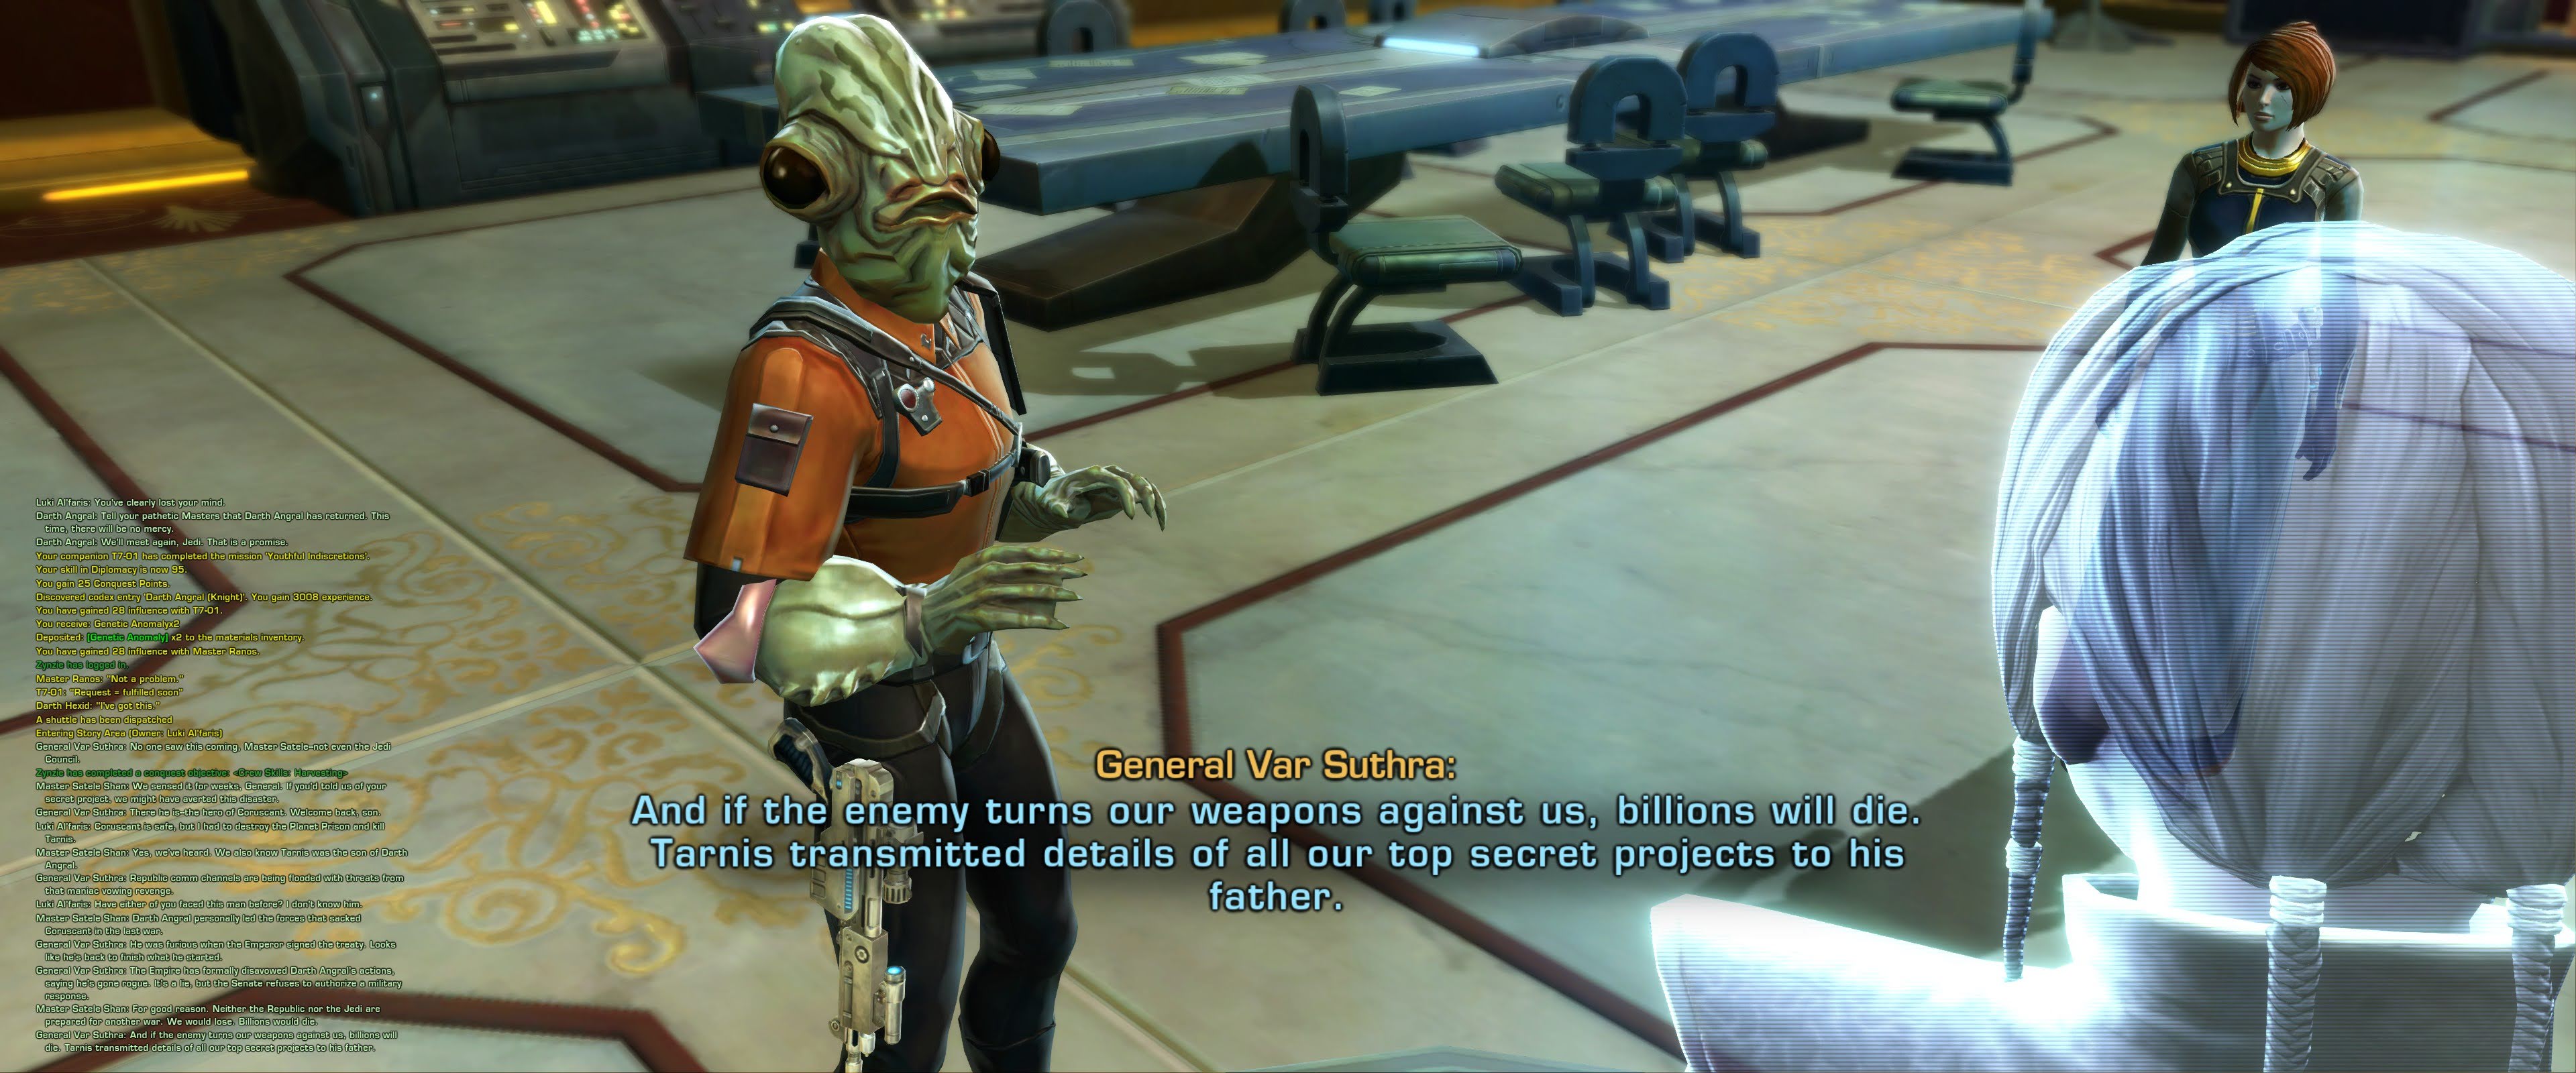 Luki Al'faris: You've clearly lost your mind.
Darth Angral: Tell your pathetic Masters that Darth Angral has returned. This
time, there will be no mercy.
Darth Angral: We'll meet again, Jedi. That is a promise.
Your companion T7-01 has completed the mission 'Youthful Indiscretions'.
Your skill in Diplomacy is now 95.
You gain 25 Conquest Points.
Discovered codex entry 'Darth Angral (Knight)'. You gain 3008 experience.
You have gained 28 influence with T7-01.
You receive: Genetic Anomalyx2
Deposited: [Genetic Anomaly] x2 to the materials inventory.
You have gained 28 influence with Master Ranos.
Zynzie has logged in.
Master Ranos: "Not a problem."
T7-01: "Request = fulfilled soon"
Darth Hexid: "I've got this."
A shuttle has been dispatched
Entering Story Area (Owner: Luki Al'faris)
General Var Suthra: No one saw this coming, Master Satele–not even the Jedi
Council.
Zynzie has completed a conquest objective: <Crew Skills: Harvesting>
Master Satele Shan: We sensed it for weeks, General. If you'd told us of your
secret project, we might have averted this disaster.
General Var Suthra: There he is–the hero of Coruscant. Welcome back, son.
Luki Al'faris: Coruscant is safe, but I had to destroy the Planet Prison and kill
Tarnis.
Master Satele Shan: Yes, we've heard. We also know Tarnis was the son of Darth
Angral.
General Var Suthra: Republic comm channels are being flooded with threats from
that maniac vowing revenge.
Luki Al'faris: Have either of you faced this man before? I don't know him.
Master Satele Shan: Darth Angral personally led the forces that sacked
Coruscant in the last war.
General Var Suthra: He was furious when the Emperor signed the treaty. Looks
like he's back to finish what he started.
General Var Suthra: The Empire has formally disavowed Darth Angral's actions,
saying he's gone rogue. It's a lie, but the Senate refuses to authorize a military
response.
Master Satele Shan: For good reason. Neither the Republic nor the Jedi are
prepared for another war. We would lose. Billions would die.
General Var Suthra: And if the enemy turns our weapons against us, billions will
die. Tarnis transmitted details of all our top secret projects to his father.
General Var Suthra:
And if the enemy turns our weapons against us, billions will die.
Tarnis transmitted details of all our top secret projects to his
father.